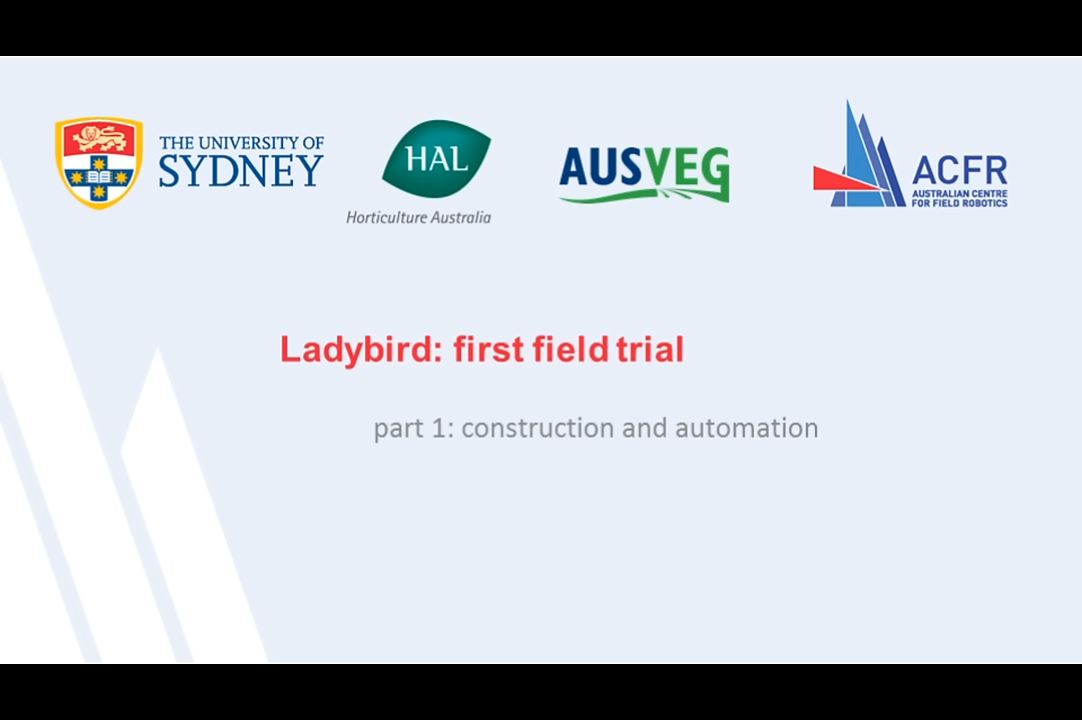 THE UNIVERSITY OF
SYDNEY
HAL
Horticulture Australia
AUSVEG
ACFR
AUSTRALIAN CENTRE
FOR FIELD ROBOTICS
Ladybird: first field trial
part 1: construction and automation